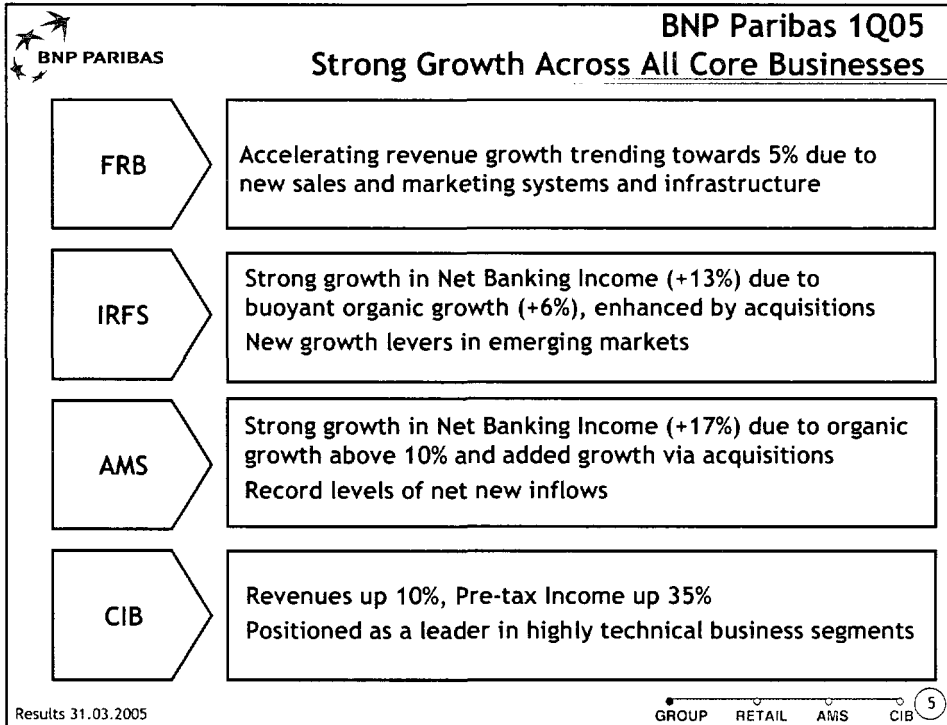 BNP PARIBAS
BNP Paribas 1Q05
Strong Growth Across All Core Businesses
FRB
Accelerating revenue growth trending towards 5% due to
new sales and marketing systems and infrastructure
IRFS
Strong growth in Net Banking Income (+13%) due to
buoyant organic growth (+6%), enhanced by acquisitions
New growth levers in emerging markets
AMS
Strong growth in Net Banking Income (+17%) due to organic
growth above 10% and added growth via acquisitions
Record levels of net new inflows
CIB
Revenues up 10%, Pre-tax Income up 35%
Positioned as a leader in highly technical business segments
Results 31.03.2005
GROUP RETAIL AMS CIB 5